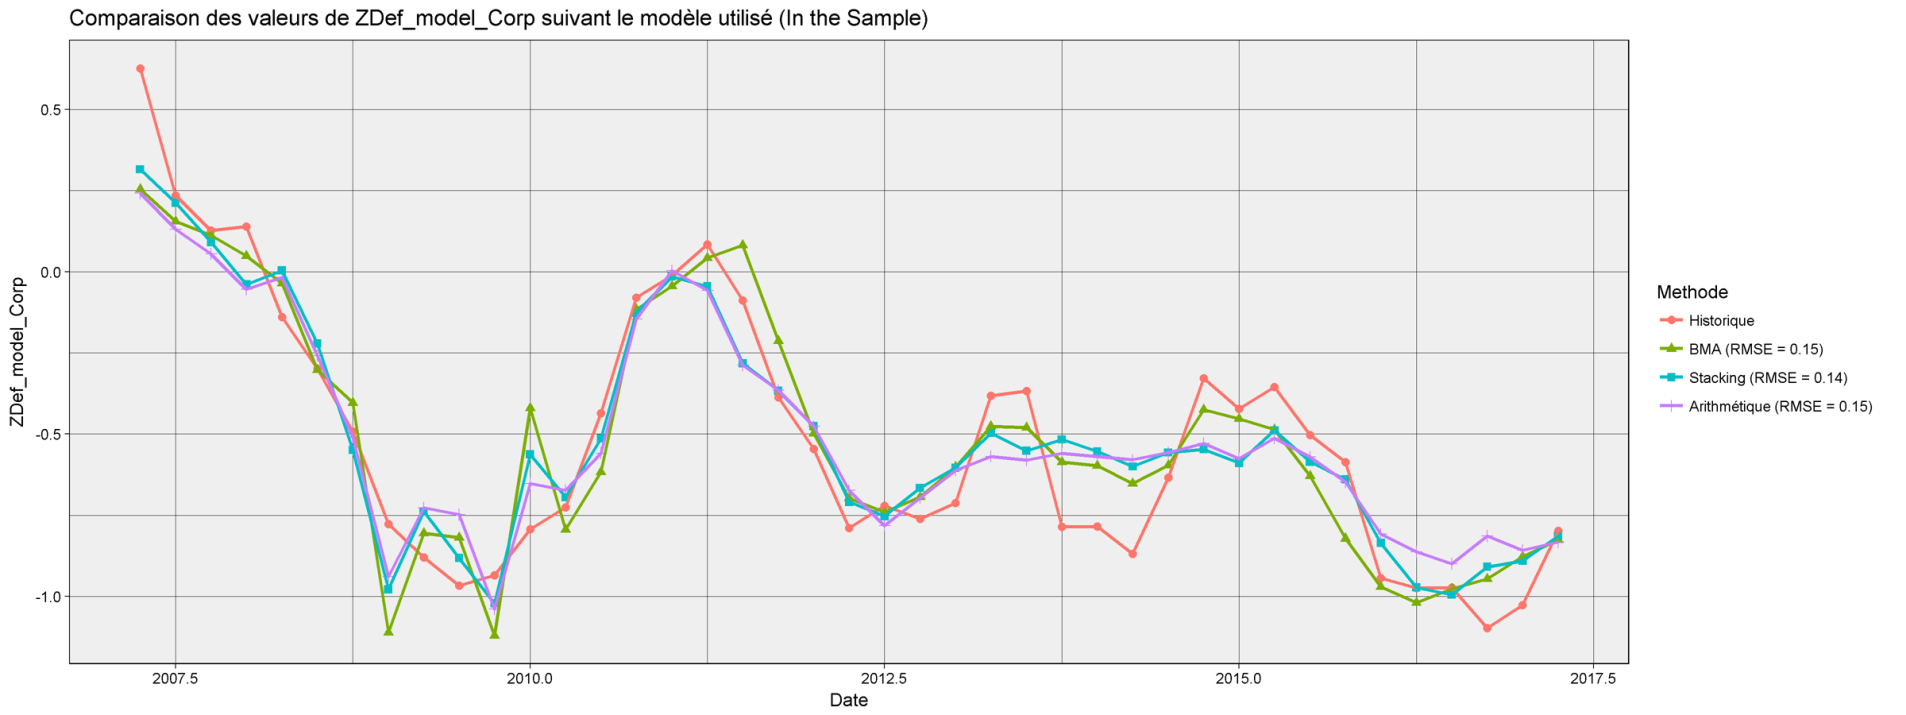 Comparaison des valeurs de ZDef_model_Corp suivant le modèle utilisé (In the Sample)
ZDef_model_Corp
0.5
0.0
-0.5
-1.0
2007.5
2010.0
2012.5
2015.0
2017.5
Date
Methode
Historique
BMA (RMSE = 0.15)
Stacking (RMSE = 0.14)
Arithmétique (RMSE = 0.15)